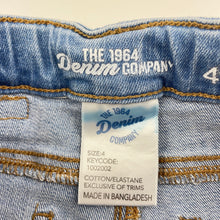 THE 1964
Denim COMPANY
4
THE 1964
Denim
COMPANY
SIZE:4
KEYCODE:
1002002
COTTON/ELASTANE
EXCLUSIVE OF TRIMS
MADE IN BANGLADESH